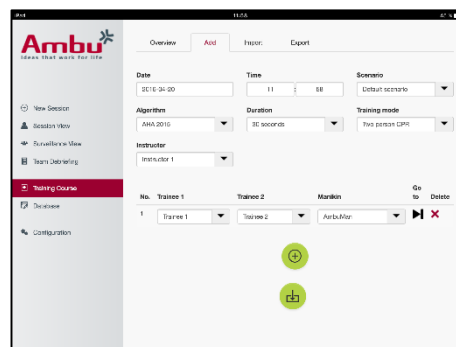 iPad 11:58 47 %
Ambu
Ideas that work for life
Overview Add Import Export
Date Time Scenario
2016-04-20 11 : 58 Default scenario
Algorithm Duration Training mode
AHA 2015 30 seconds Two person CPR
Instructor
Instructor 1
New Session
Session View
Surveillance View
Team Debriefing
Training Course
Database
Configuration
No. Trainee 1 Trainee 2 Manikin Go to Delete
1 Trainee 1 Trainee 2 AmbuMan